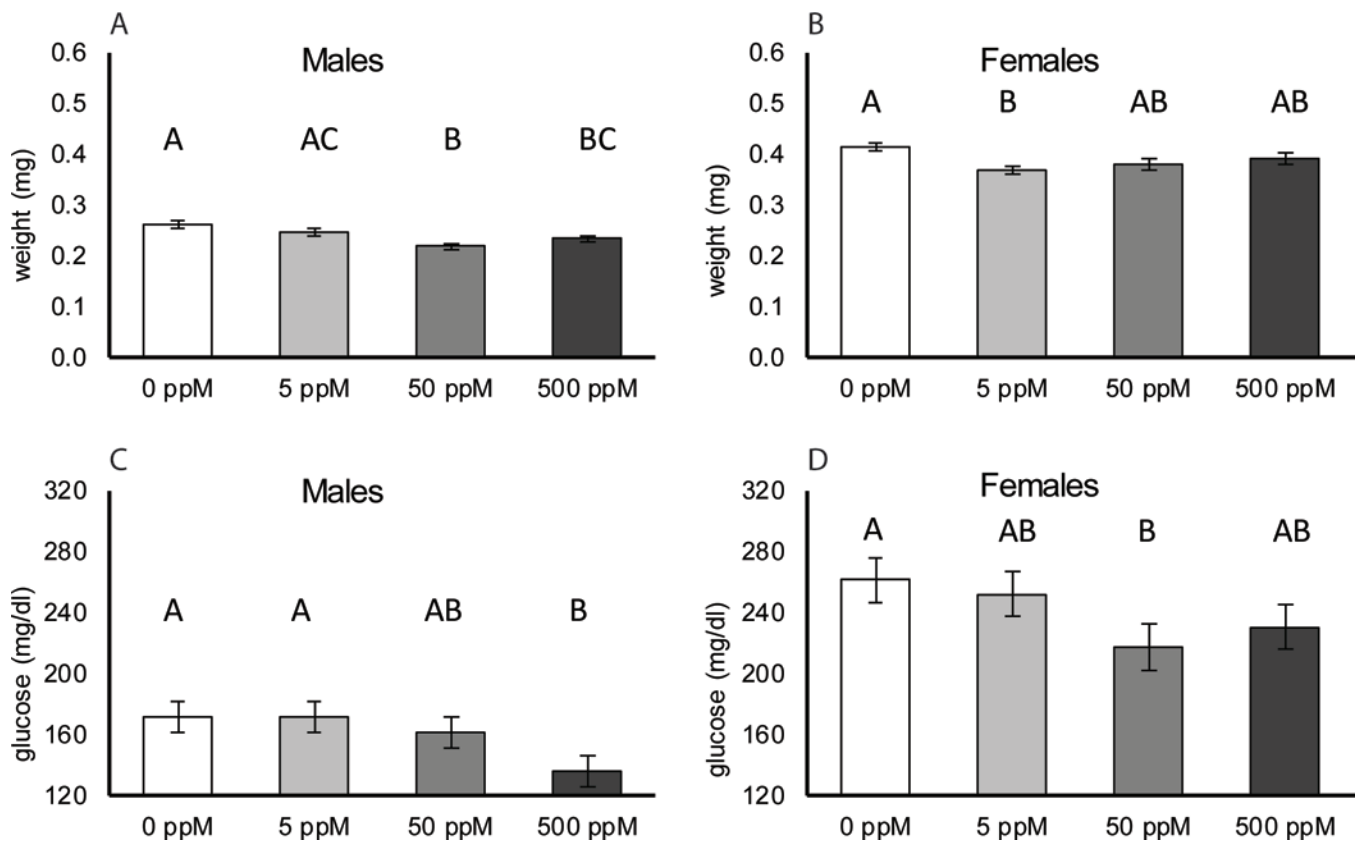 A
Males
weight (mg)
0.6
0.5
0.4
0.3
0.2
0.1
0.0
A AC B BC
0 ppM 5 ppM 50 ppM 500 ppM
B
Females
weight (mg)
0.6
0.5
0.4
0.3
0.2
0.1
0.0
A B AB AB
0 ppM 5 ppM 50 ppM 500 ppM
C
Males
glucose (mg/dl)
320
280
240
200
160
120
A A AB B
0 ppM 5 ppM 50 ppM 500 ppM
D
Females
glucose (mg/dl)
320
280
240
200
160
120
A AB B AB
0 ppM 5 ppM 50 ppM 500 ppM